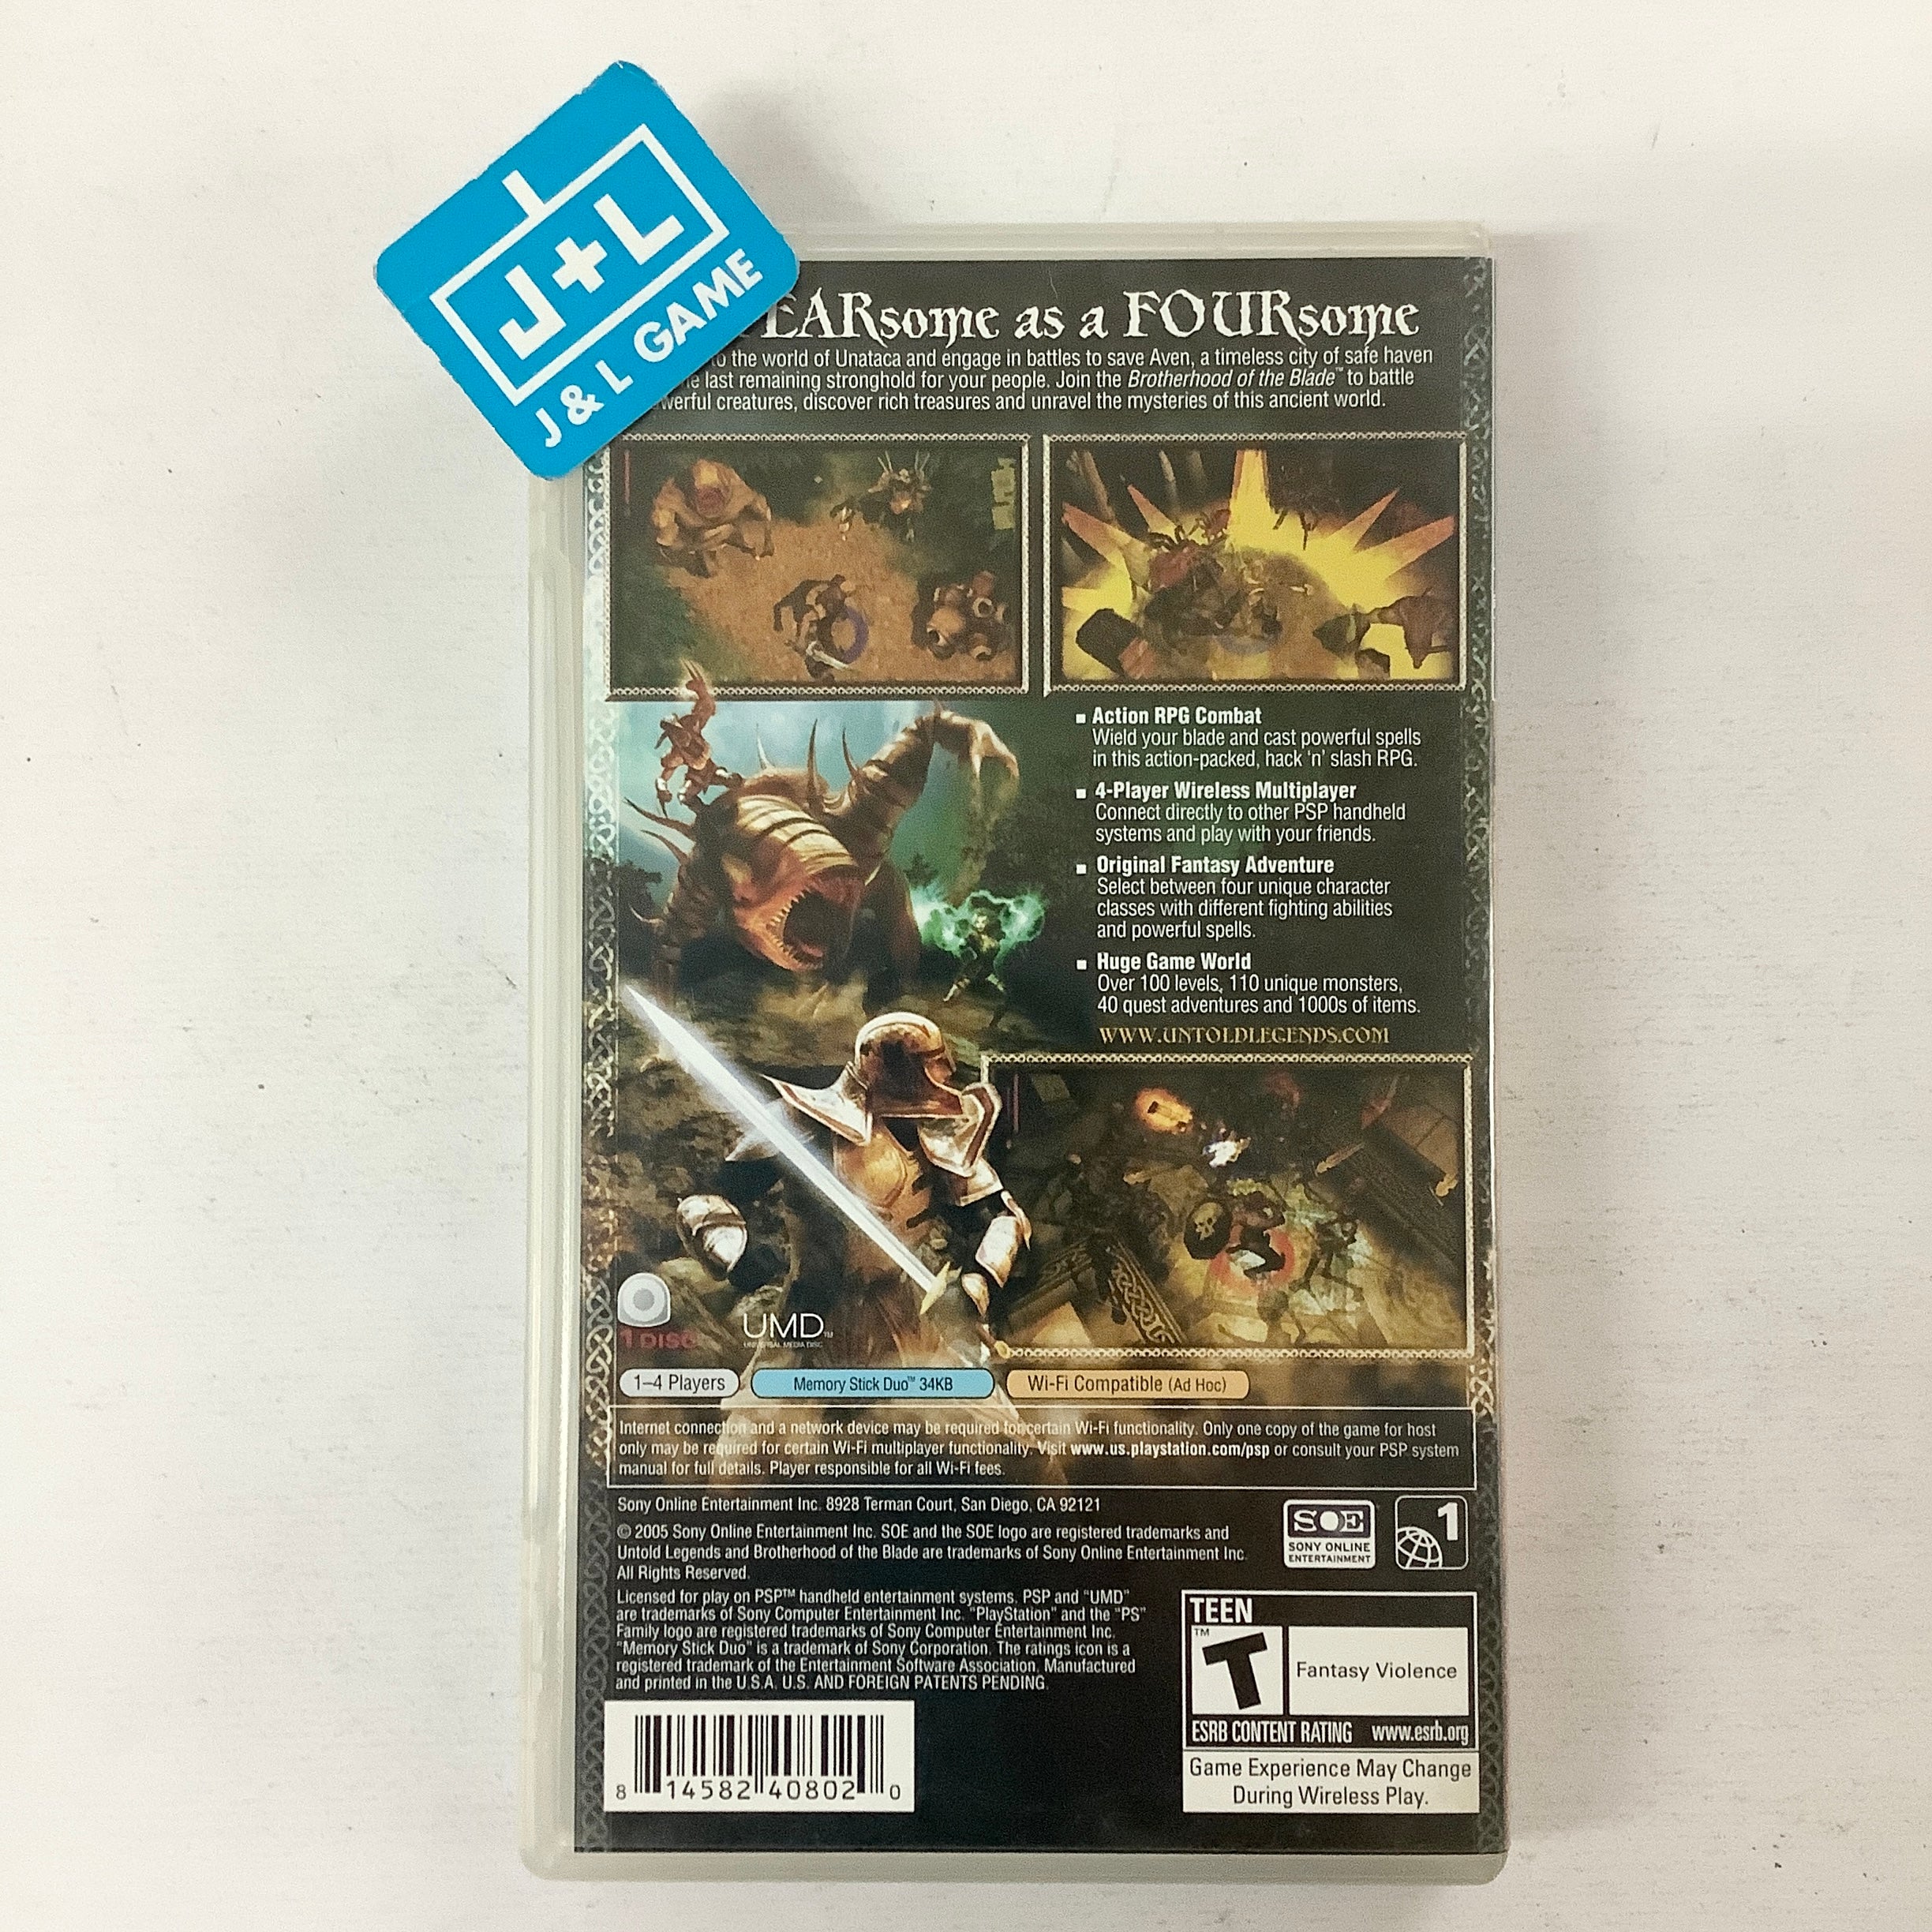 J+L
J & L GAME
EARsome as a FOURsome
to the world of Unataca and engage in battles to save Aven, a timeless city of safe haven
last remaining stronghold for your people. Join the Brotherhood of the Blade™ to battle
werful creatures, discover rich treasures and unravel the mysteries of this ancient world.
▪ Action RPG Combat
Wield your blade and cast powerful spells
in this action-packed, hack 'n' slash RPG.
▪ 4-Player Wireless Multiplayer
Connect directly to other PSP handheld
systems and play with your friends.
▪ Original Fantasy Adventure
Select between four unique character
classes with different fighting abilities
and powerful spells.
▪ Huge Game World
Over 100 levels, 110 unique monsters,
40 quest adventures and 1000s of items.
WWW.UNTOLDLEGENDS.COM
1 DISC
UMD™
UNIVERSAL MEDIA DISC
1–4 Players
Memory Stick Duo™ 34KB
Wi-Fi Compatible (Ad Hoc)
Internet connection and a network device may be required for certain Wi-Fi functionality. Only one copy of the game for host
only may be required for certain Wi-Fi multiplayer functionality. Visit www.us.playstation.com/psp or consult your PSP system
manual for full details. Player responsible for all Wi-Fi fees.
Sony Online Entertainment Inc. 8928 Terman Court, San Diego, CA 92121
© 2005 Sony Online Entertainment Inc. SOE and the SOE logo are registered trademarks and
Untold Legends and Brotherhood of the Blade are trademarks of Sony Online Entertainment Inc.
All Rights Reserved.
SOE
SONY ONLINE
ENTERTAINMENT
1
Licensed for play on PSP™ handheld entertainment systems. PSP and "UMD"
are trademarks of Sony Computer Entertainment Inc. "PlayStation" and the "PS"
Family logo are registered trademarks of Sony Computer Entertainment Inc.
"Memory Stick Duo" is a trademark of Sony Corporation. The ratings icon is a
registered trademark of the Entertainment Software Association. Manufactured
and printed in the U.S.A. U.S. AND FOREIGN PATENTS PENDING.
TEEN
T™
Fantasy Violence
ESRB CONTENT RATING www.esrb.org
Game Experience May Change
During Wireless Play.
8 14582 40802 0